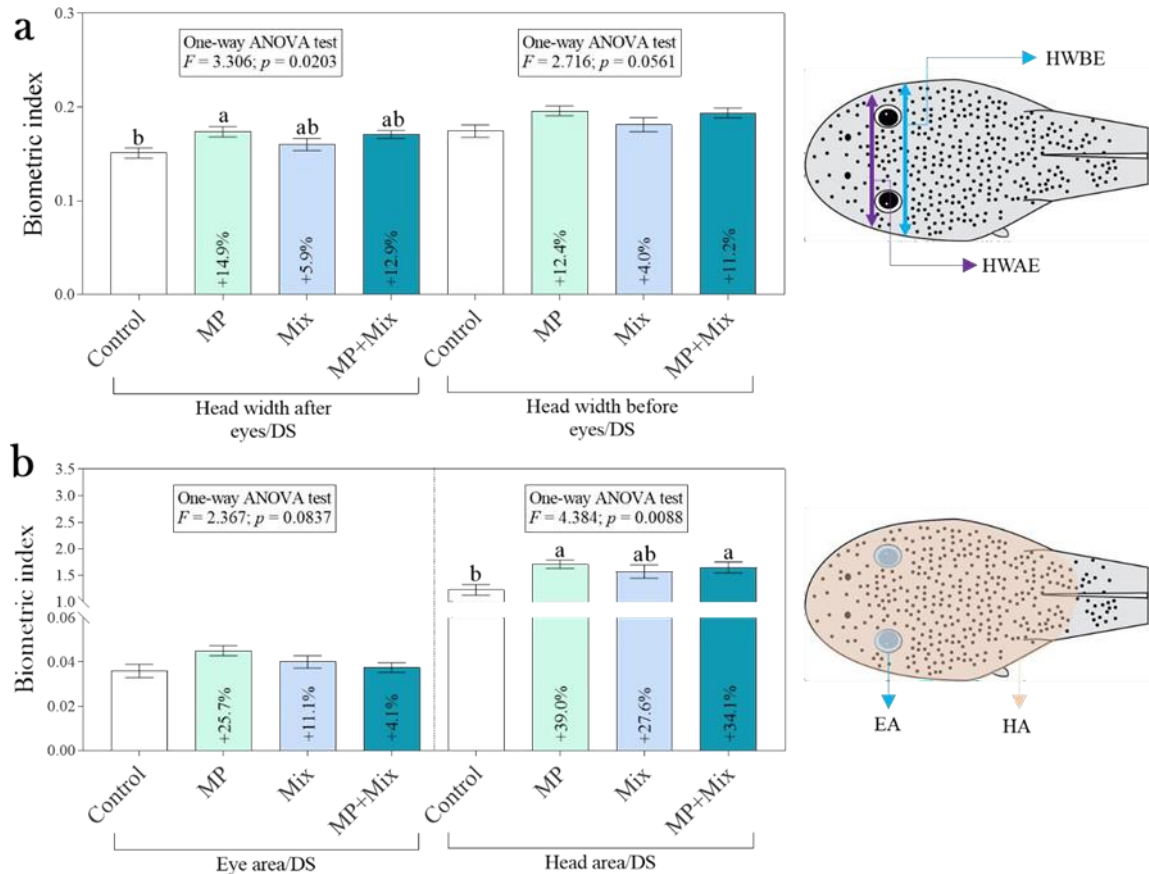 a
Biometric index
0.3
0.2
0.1
0.0
One-way ANOVA test
F = 3.306; p = 0.0203
One-way ANOVA test
F = 2.716; p = 0.0561
b
a
ab
ab
+14.9%
+5.9%
+12.9%
+12.4%
+4.0%
+11.2%
Control
MP
Mix
MP+Mix
Control
MP
Mix
MP+Mix
Head width after
eyes/DS
Head width before
eyes/DS
HWBE
HWAE
b
Biometric index
3.5
3.0
2.5
2.0
1.5
1.0
0.06
0.04
0.02
0.00
One-way ANOVA test
F = 2.367; p = 0.0837
One-way ANOVA test
F = 4.384; p = 0.0088
b
a
ab
a
+25.7%
+11.1%
+4.1%
+39.0%
+27.6%
+34.1%
Control
MP
Mix
MP+Mix
Control
MP
Mix
MP+Mix
Eye area/DS
Head area/DS
EA
HA